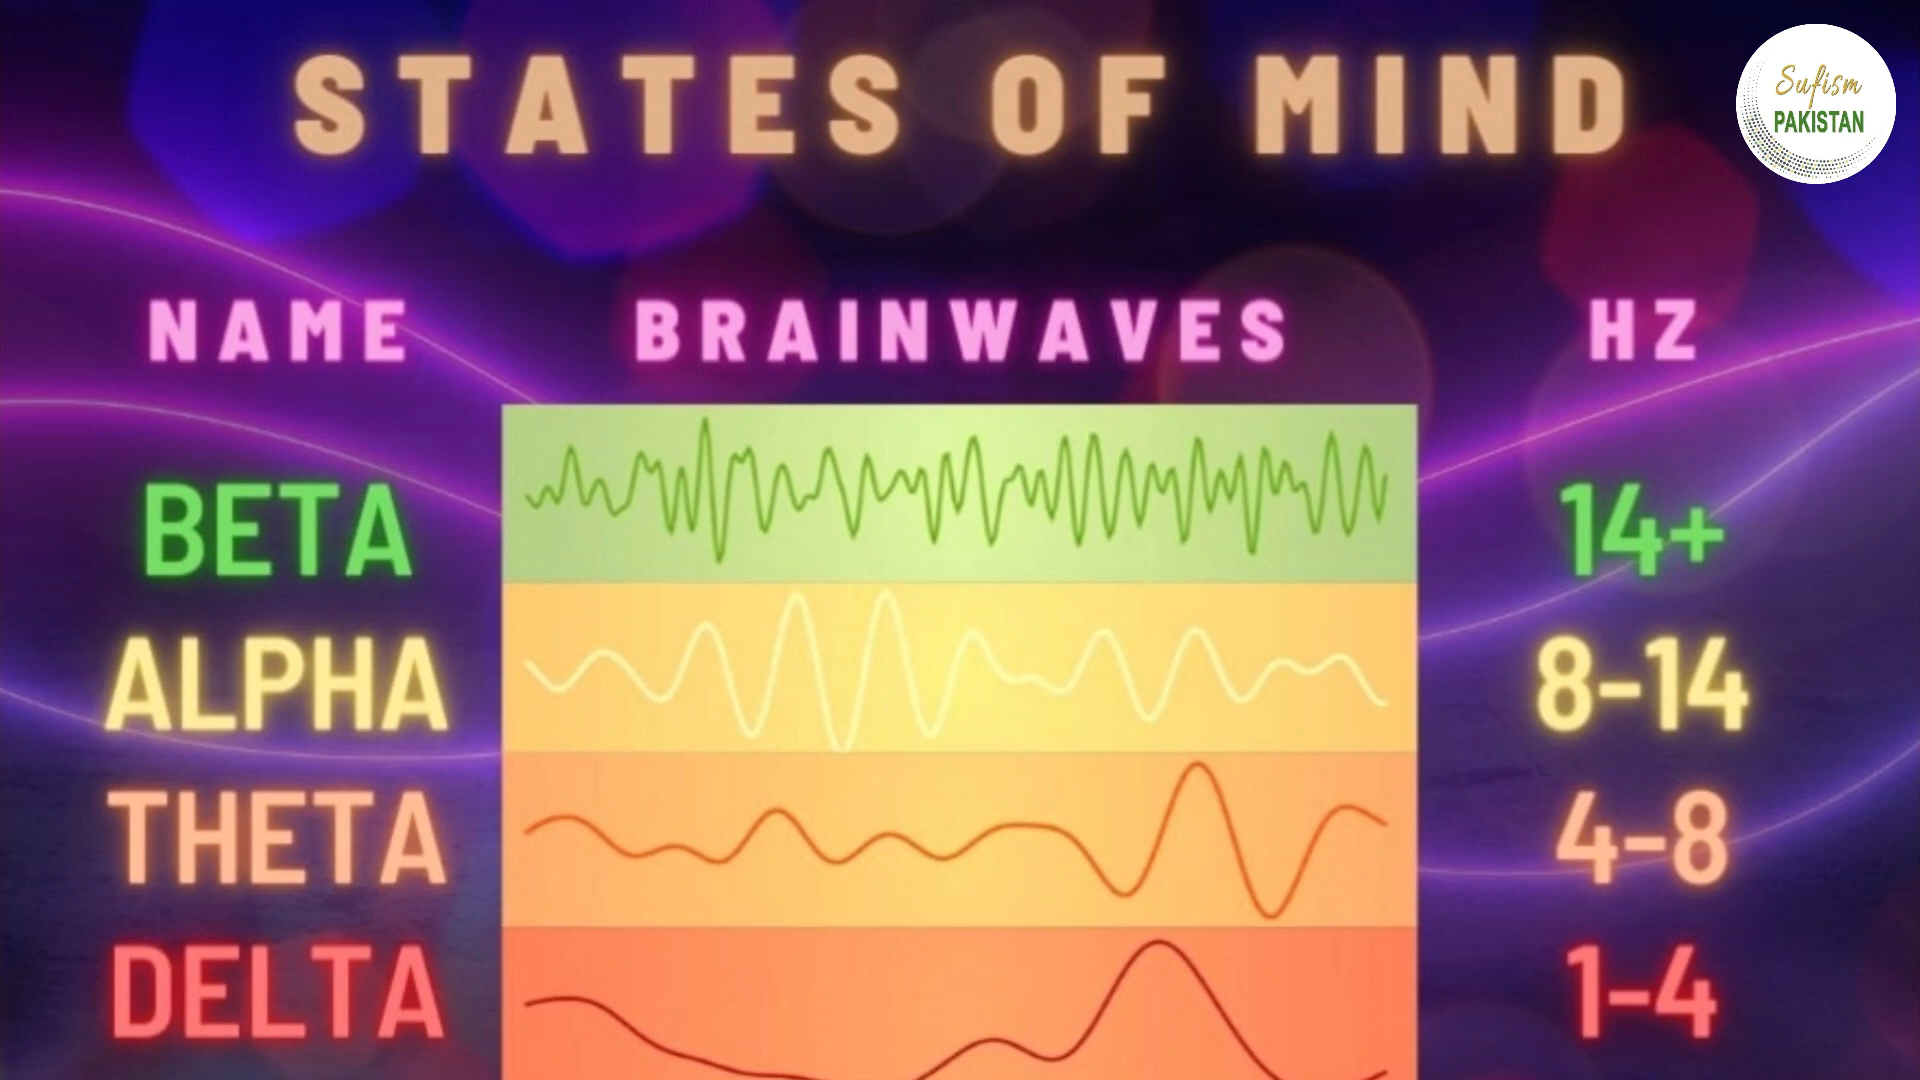 STATES OF MIND
Sufism
PAKISTAN
NAME BRAINWAVES HZ
BETA 14+
ALPHA 8-14
THETA 4-8
DELTA 1-4